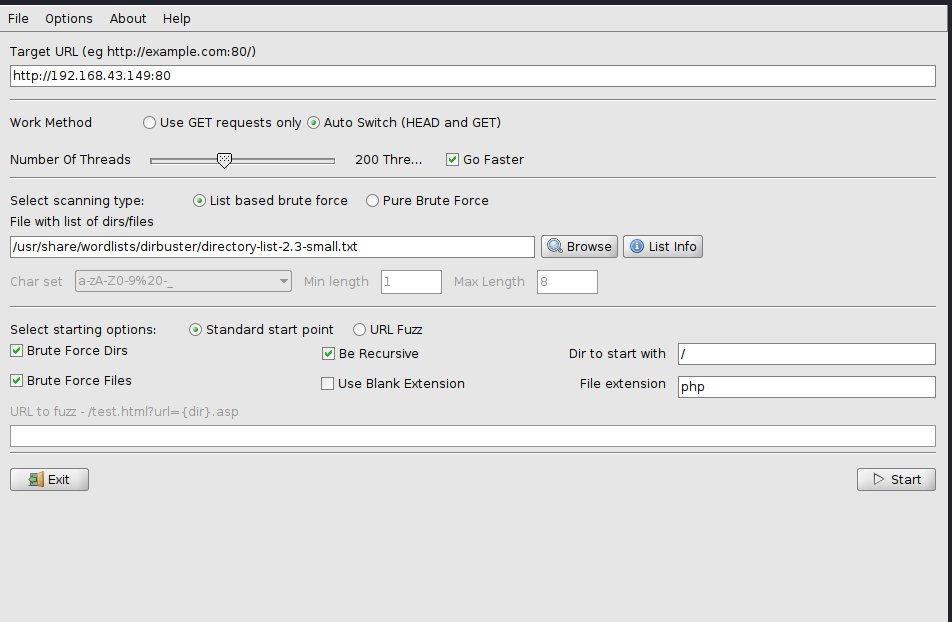 File Options About Help
Target URL (eg http://example.com:80/)
http://192.168.43.149:80
Work Method Use GET requests only Auto Switch (HEAD and GET)
Number Of Threads 200 Thre... Go Faster
Select scanning type: List based brute force Pure Brute Force
File with list of dirs/files
/usr/share/wordlists/dirbuster/directory-list-2.3-small.txt Browse List Info
Char set a-zA-Z0-9%20-_ Min length 1 Max Length 8
Select starting options: Standard start point URL Fuzz
Brute Force Dirs Be Recursive Dir to start with /
Brute Force Files Use Blank Extension File extension php
URL to fuzz - /test.html?url={dir}.asp
Exit Start